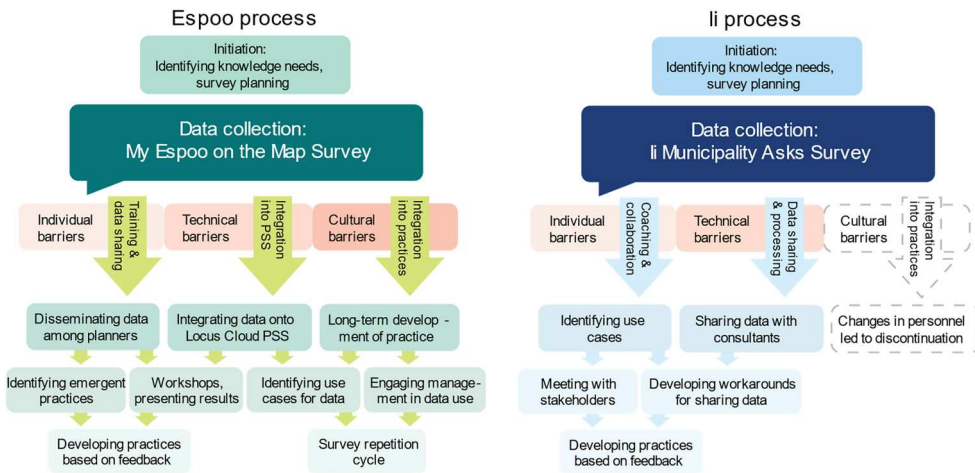 Espoo process
Initiation:
Identifying knowledge needs,
survey planning
Data collection:
My Espoo on the Map Survey
Individual
barriers
Training &
data sharing
Technical
barriers
Integration
into PSS
Cultural
barriers
Integration
into practices
Disseminating data
among planners
Integrating data onto
Locus Cloud PSS
Long-term develop -
ment of practice
Identifying emergent
practices
Workshops,
presenting results
Identifying use
cases for data
Engaging manage-
ment in data use
Developing practices
based on feedback
Survey repetition
cycle
Ii process
Initiation:
Identifying knowledge needs,
survey planning
Data collection:
Ii Municipality Asks Survey
Individual
barriers
Coaching &
collaboration
Technical
barriers
Data sharing
& processing
Cultural
barriers
Integration
into practices
Identifying use
cases
Sharing data with
consultants
Changes in personnel
led to discontinuation
Meeting with
stakeholders
Developing workarounds
for sharing data
Developing practices
based on feedback